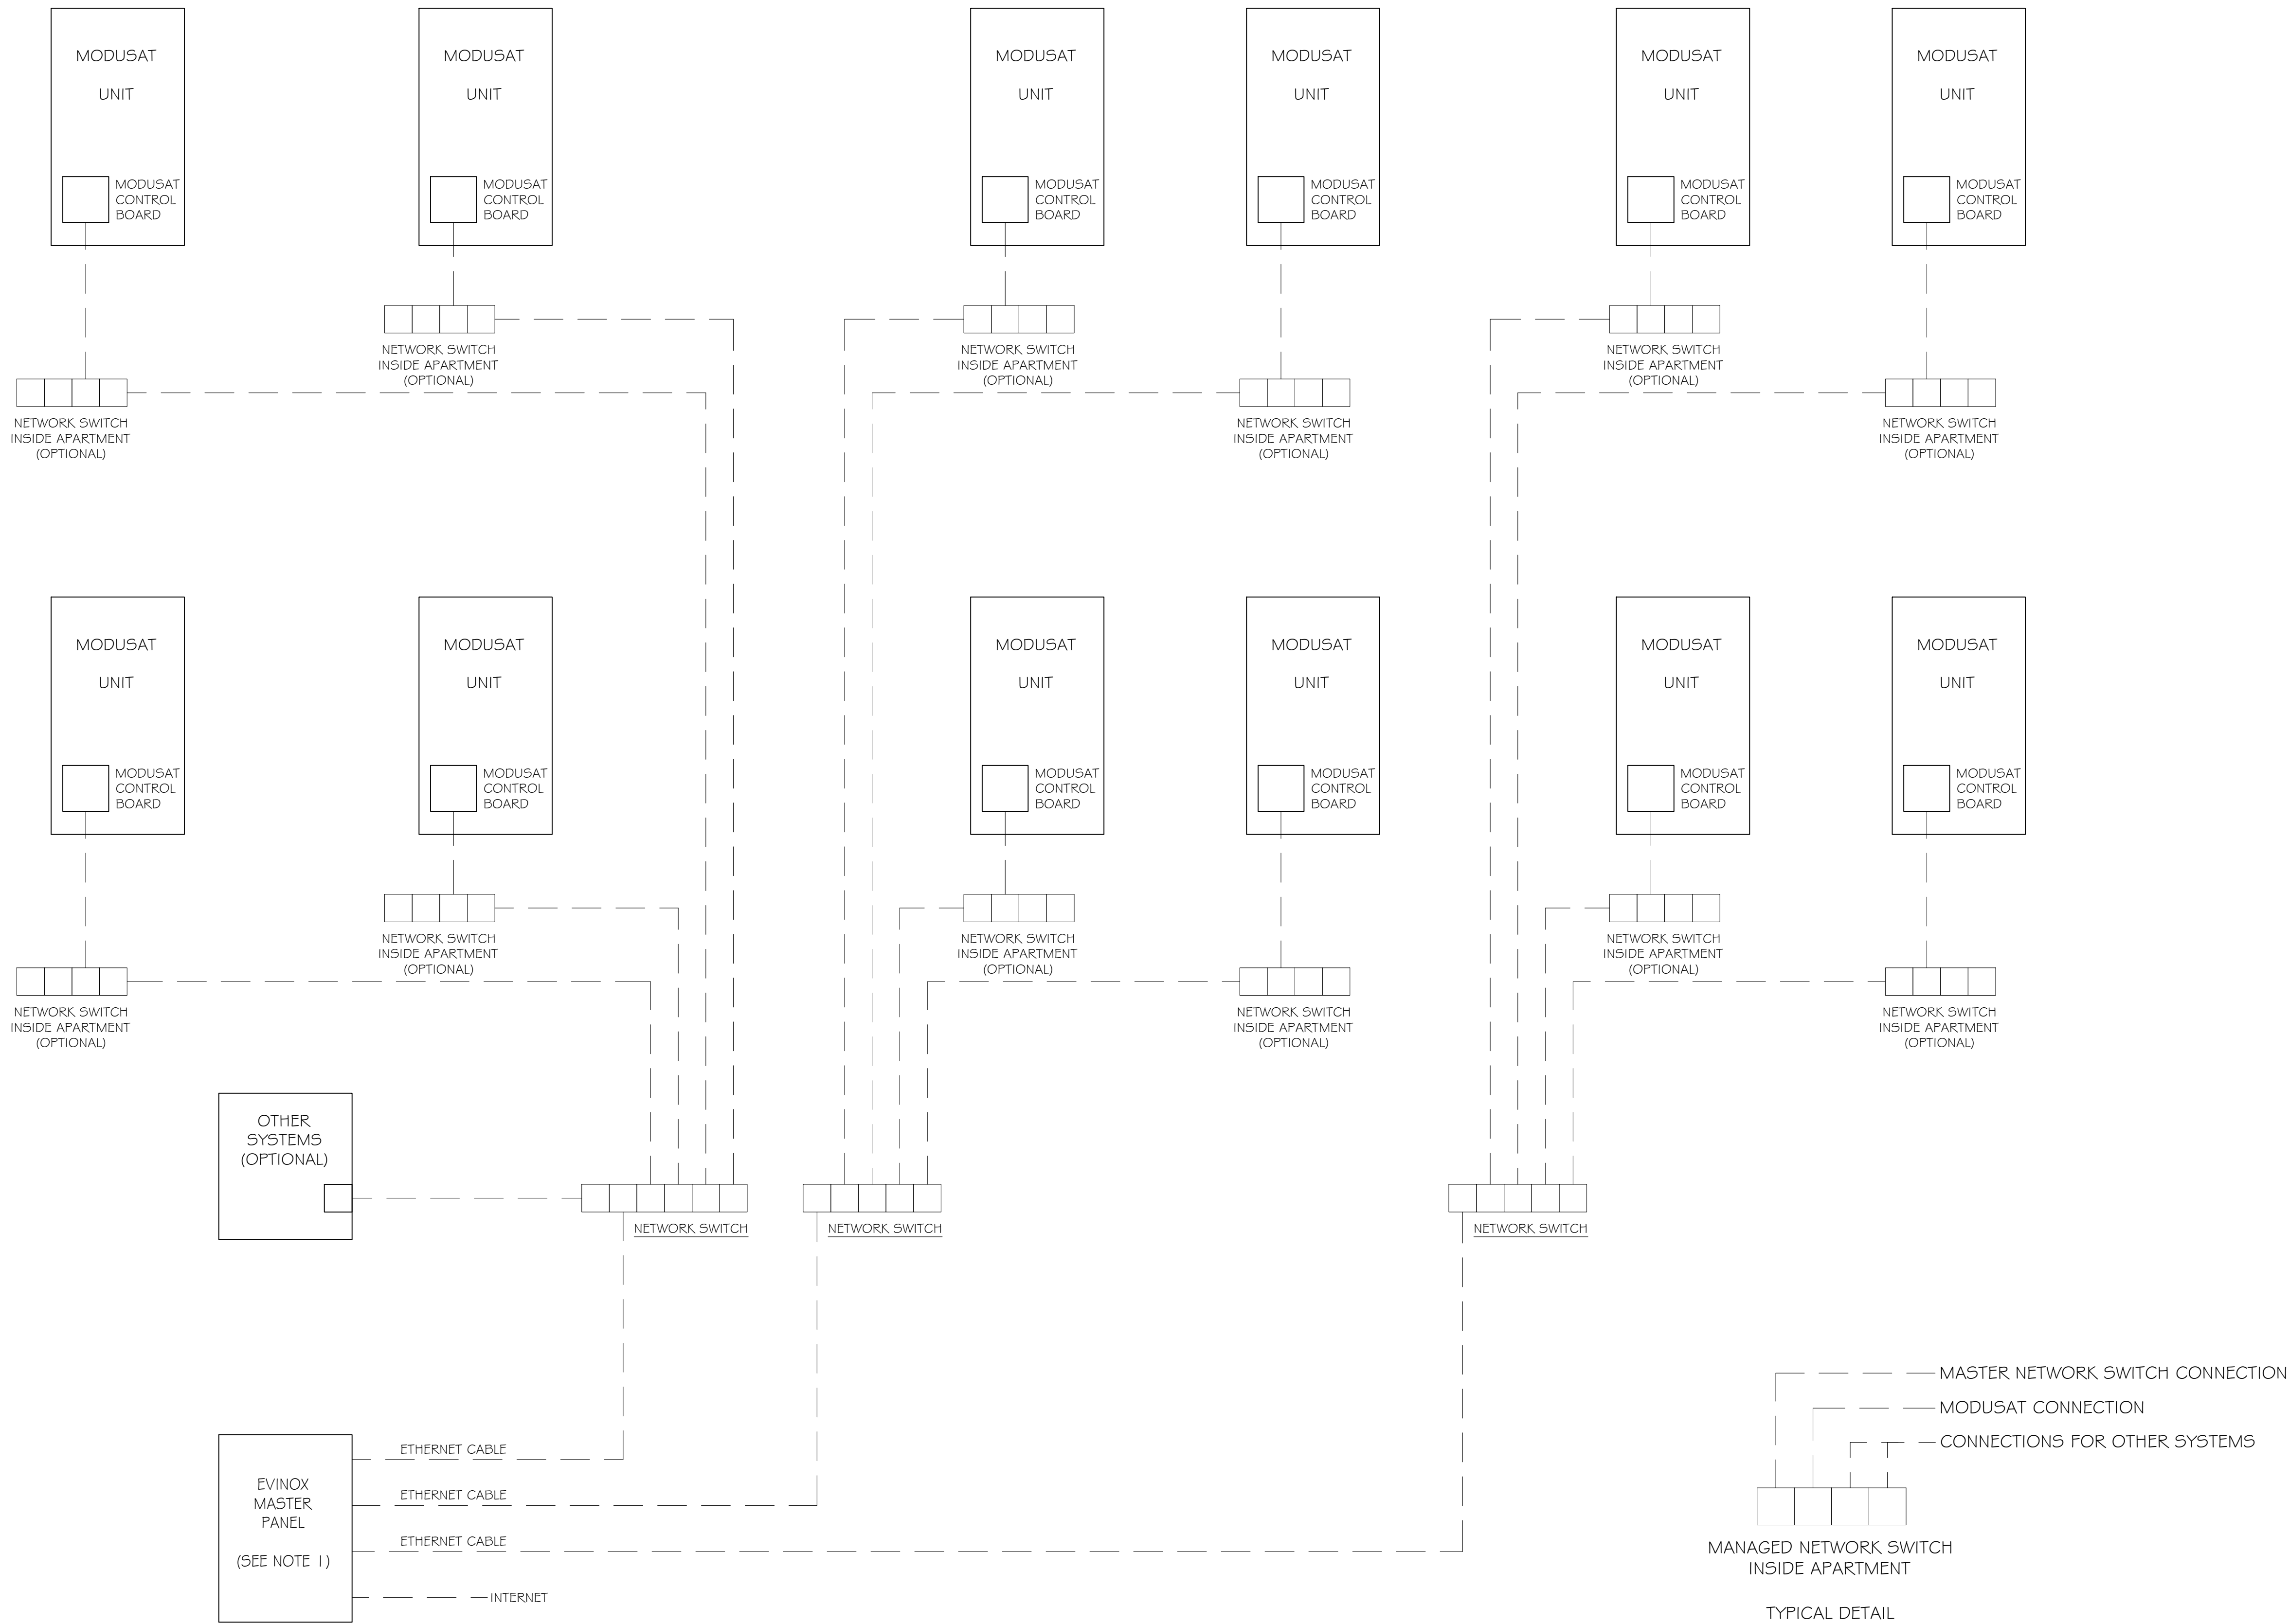 MODUSAT
UNIT
MODUSAT
CONTROL
BOARD
MODUSAT
UNIT
MODUSAT
CONTROL
BOARD
MODUSAT
UNIT
MODUSAT
CONTROL
BOARD
MODUSAT
UNIT
MODUSAT
CONTROL
BOARD
MODUSAT
UNIT
MODUSAT
CONTROL
BOARD
MODUSAT
UNIT
MODUSAT
CONTROL
BOARD
NETWORK SWITCH
INSIDE APARTMENT
(OPTIONAL)
NETWORK SWITCH
INSIDE APARTMENT
(OPTIONAL)
NETWORK SWITCH
INSIDE APARTMENT
(OPTIONAL)
NETWORK SWITCH
INSIDE APARTMENT
(OPTIONAL)
NETWORK SWITCH
INSIDE APARTMENT
(OPTIONAL)
NETWORK SWITCH
INSIDE APARTMENT
(OPTIONAL)
MODUSAT
UNIT
MODUSAT
CONTROL
BOARD
MODUSAT
UNIT
MODUSAT
CONTROL
BOARD
MODUSAT
UNIT
MODUSAT
CONTROL
BOARD
MODUSAT
UNIT
MODUSAT
CONTROL
BOARD
MODUSAT
UNIT
MODUSAT
CONTROL
BOARD
MODUSAT
UNIT
MODUSAT
CONTROL
BOARD
NETWORK SWITCH
INSIDE APARTMENT
(OPTIONAL)
NETWORK SWITCH
INSIDE APARTMENT
(OPTIONAL)
NETWORK SWITCH
INSIDE APARTMENT
(OPTIONAL)
NETWORK SWITCH
INSIDE APARTMENT
(OPTIONAL)
NETWORK SWITCH
INSIDE APARTMENT
(OPTIONAL)
NETWORK SWITCH
INSIDE APARTMENT
(OPTIONAL)
OTHER
SYSTEMS
(OPTIONAL)
NETWORK SWITCH
NETWORK SWITCH
NETWORK SWITCH
EVINOX
MASTER
PANEL
(SEE NOTE 1)
ETHERNET CABLE
ETHERNET CABLE
ETHERNET CABLE
INTERNET
MASTER NETWORK SWITCH CONNECTION
MODUSAT CONNECTION
CONNECTIONS FOR OTHER SYSTEMS
MANAGED NETWORK SWITCH
INSIDE APARTMENT
TYPICAL DETAIL